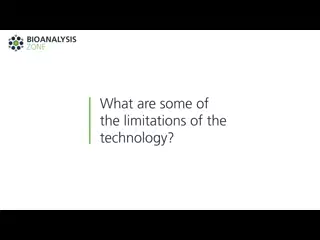 BIOANALYSIS
ZONE
What are some of
the limitations of the
technology?